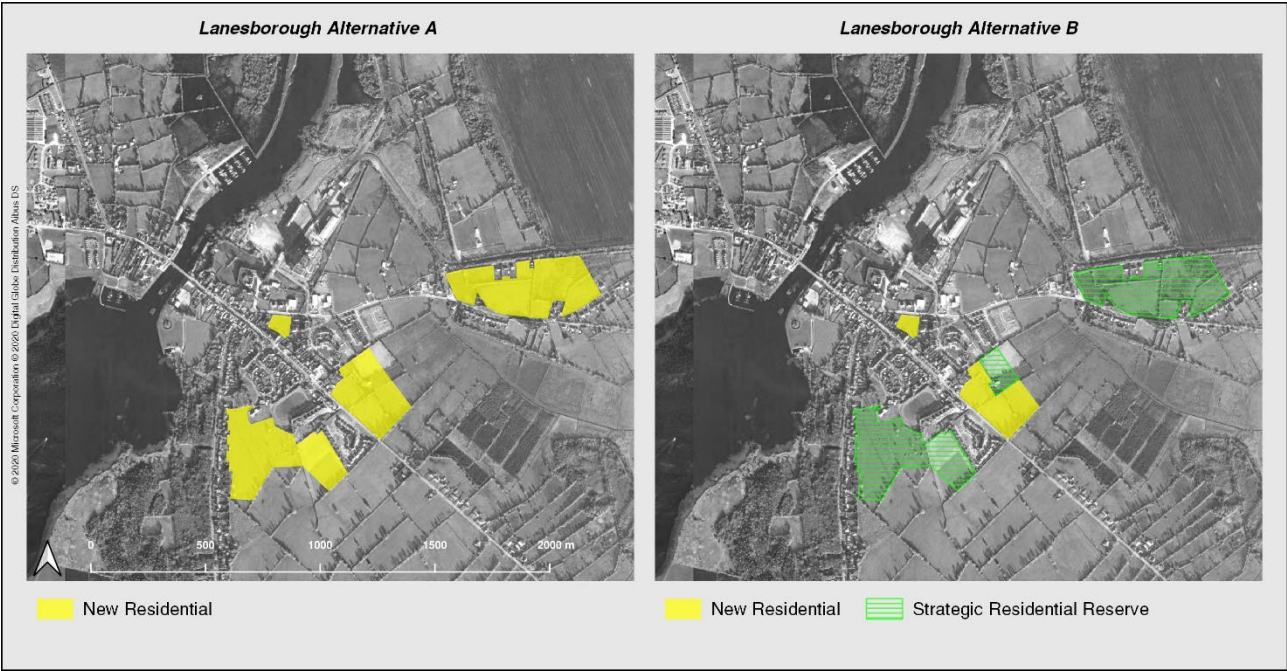 Lanesborough Alternative A
Lanesborough Alternative B
© 2020 Microsoft Corporation © 2020 Digital Globe Distribution Aibus DS
0 500 1000 1500 2000 m
New Residential
New Residential
Strategic Residential Reserve